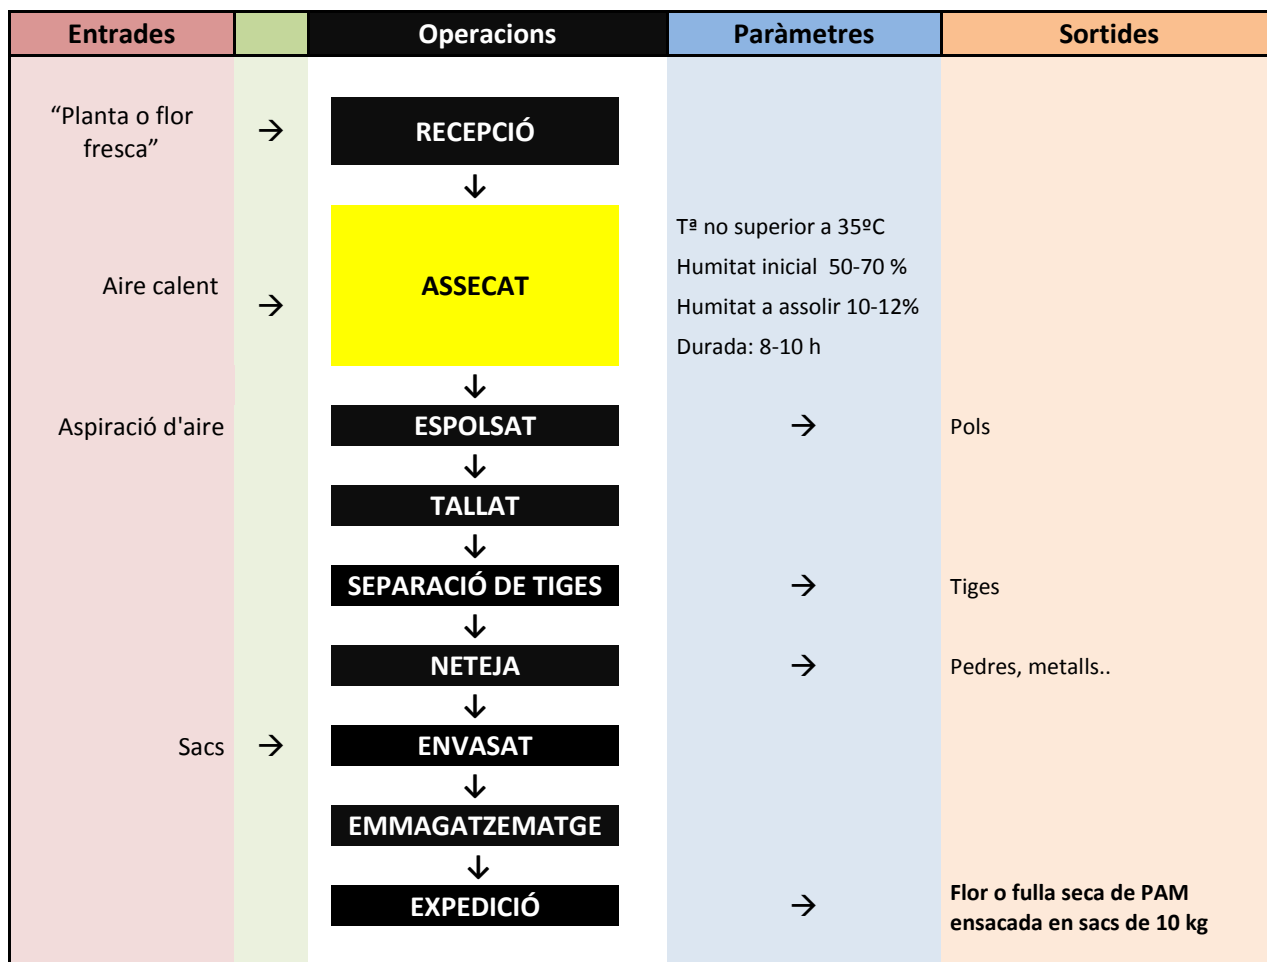 Entrades Operacions Paràmetres Sortides
“Planta o flor
fresca”
→ RECEPCIÓ
↓
Aire calent → ASSECAT
Tª no superior a 35ºC
Humitat inicial 50-70 %
Humitat a assolir 10-12%
Durada: 8-10 h
↓
Aspiració d'aire ESPOLSAT → Pols
↓
TALLAT
↓
SEPARACIÓ DE TIGES → Tiges
↓
NETEJA → Pedres, metalls..
↓
Sacs → ENVASAT
↓
EMMAGATZEMATGE
↓
EXPEDICIÓ →
Flor o fulla seca de PAM
ensacada en sacs de 10 kg